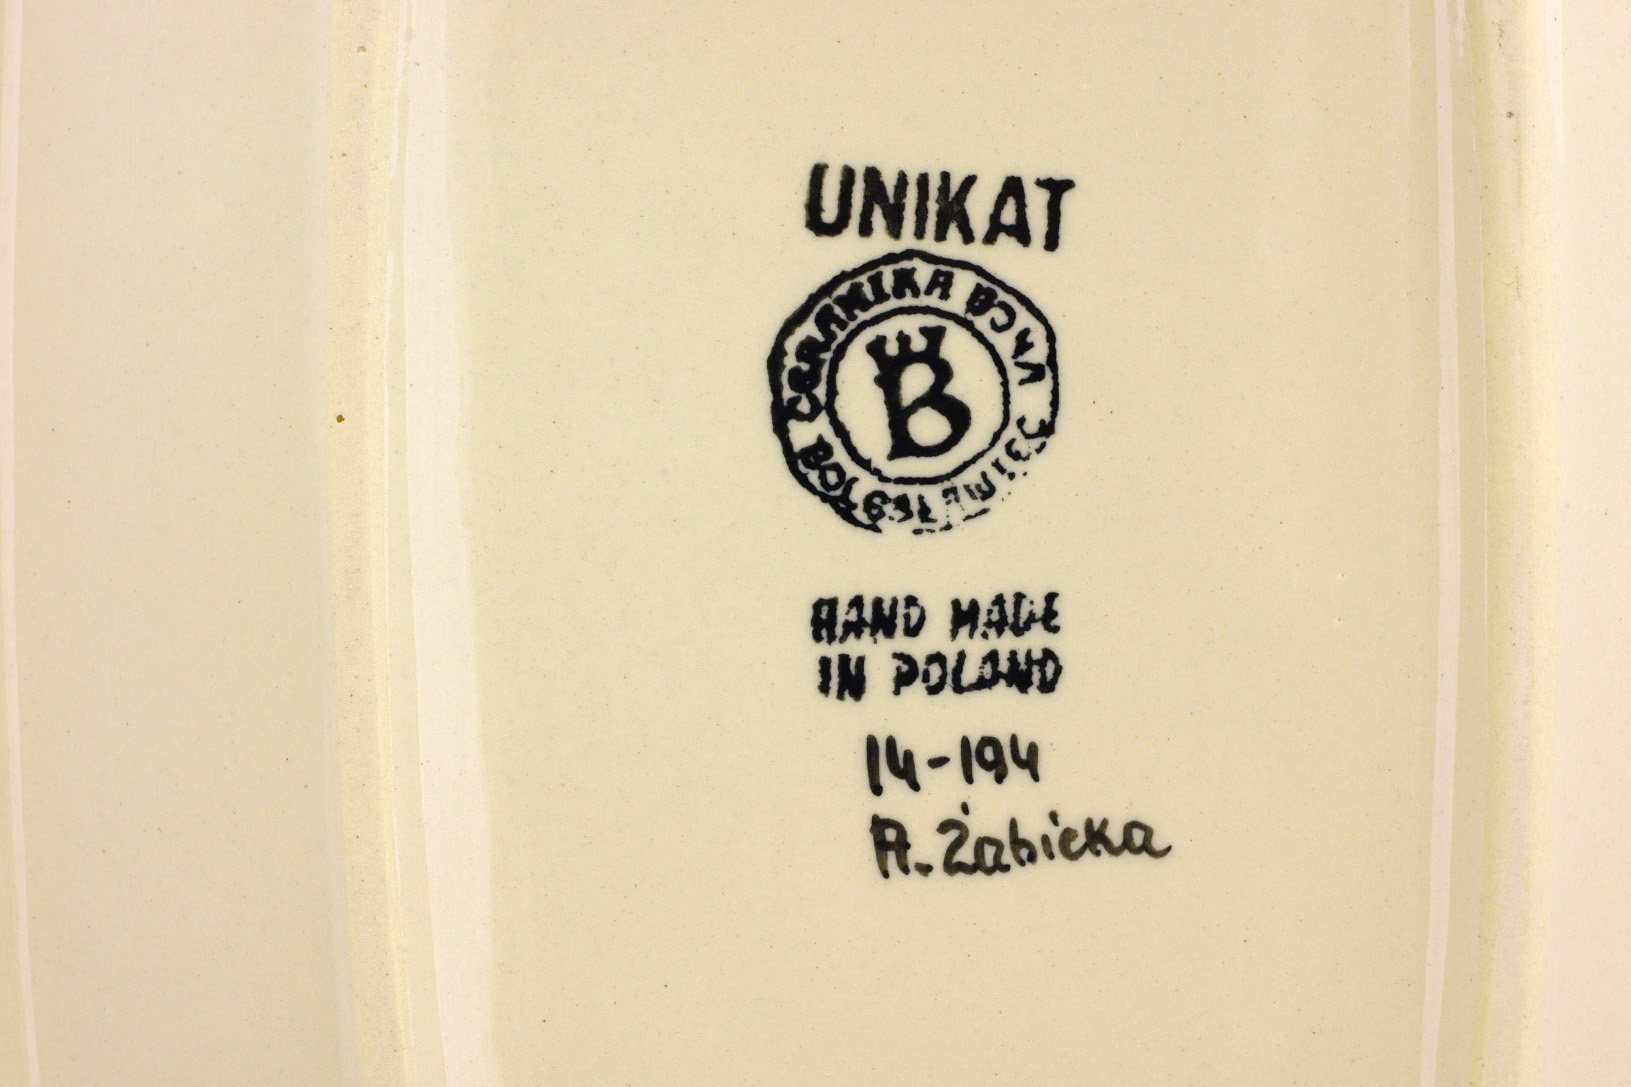 UNIKAT
CERAMIKA
B
HAND MADE
IN POLAND
14-194
A. Żabicka